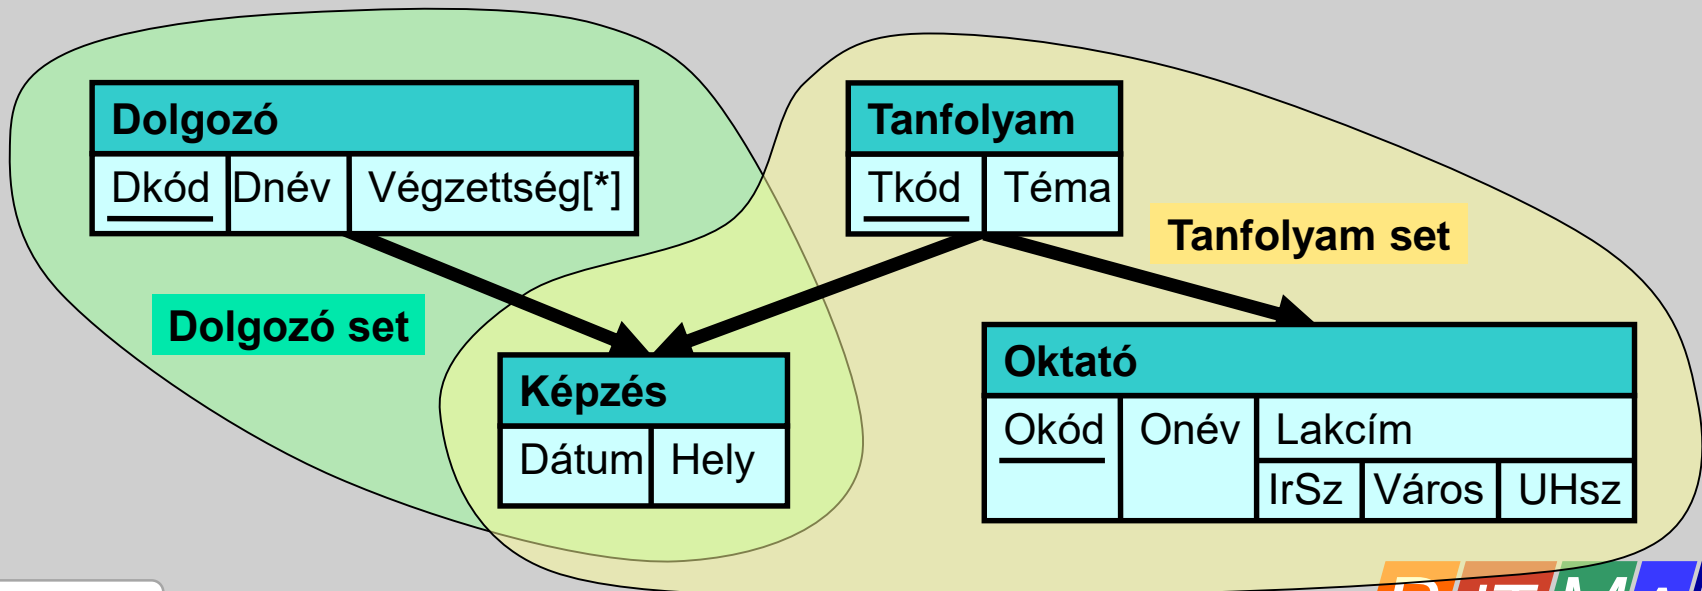 Dolgozó
Dkód Dnév Végzettség[*]
Tanfolyam
Tkód Téma
Tanfolyam set
Dolgozó set
Képzés
Dátum Hely
Oktató
Okód Onév Lakcím
IrSz Város UHsz